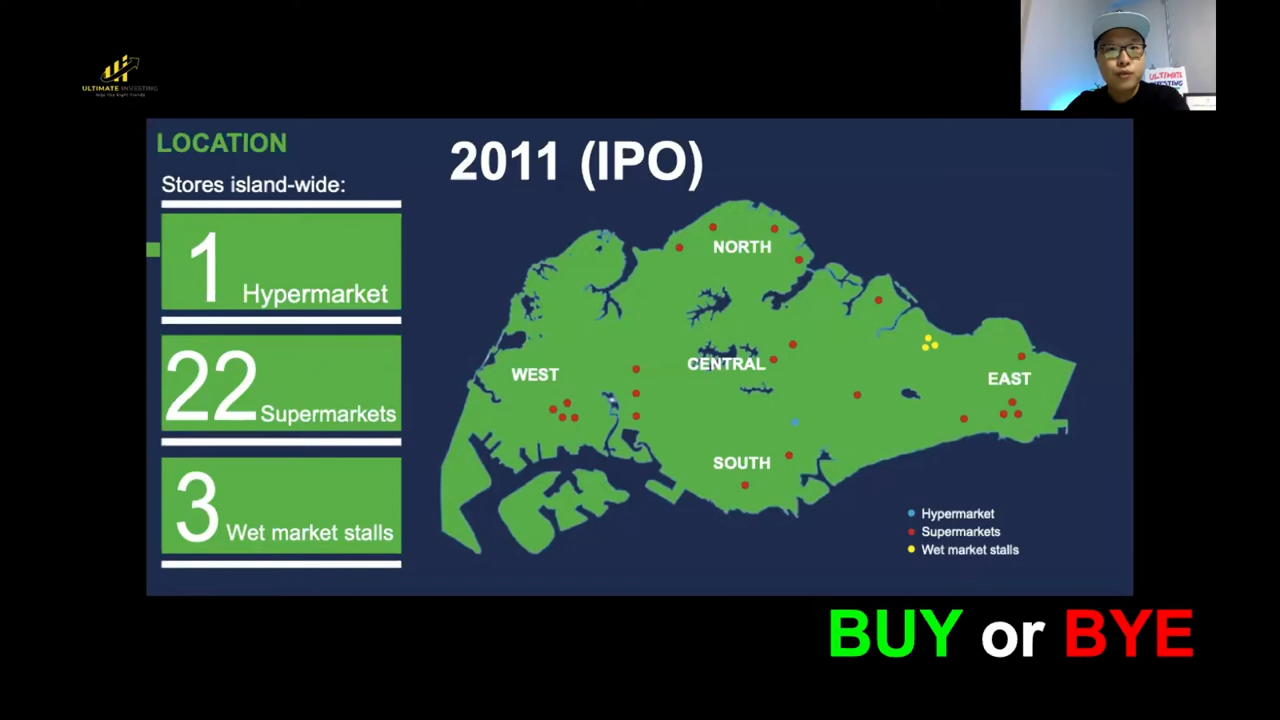 ULTIMATE INVESTING
ULTIMATE
LOCATION
2011 (IPO)
Stores island-wide:
1 Hypermarket
22 Supermarkets
3 Wet market stalls
NORTH
CENTRAL
WEST
EAST
SOUTH
Hypermarket
Supermarkets
Wet market stalls
BUY or BYE